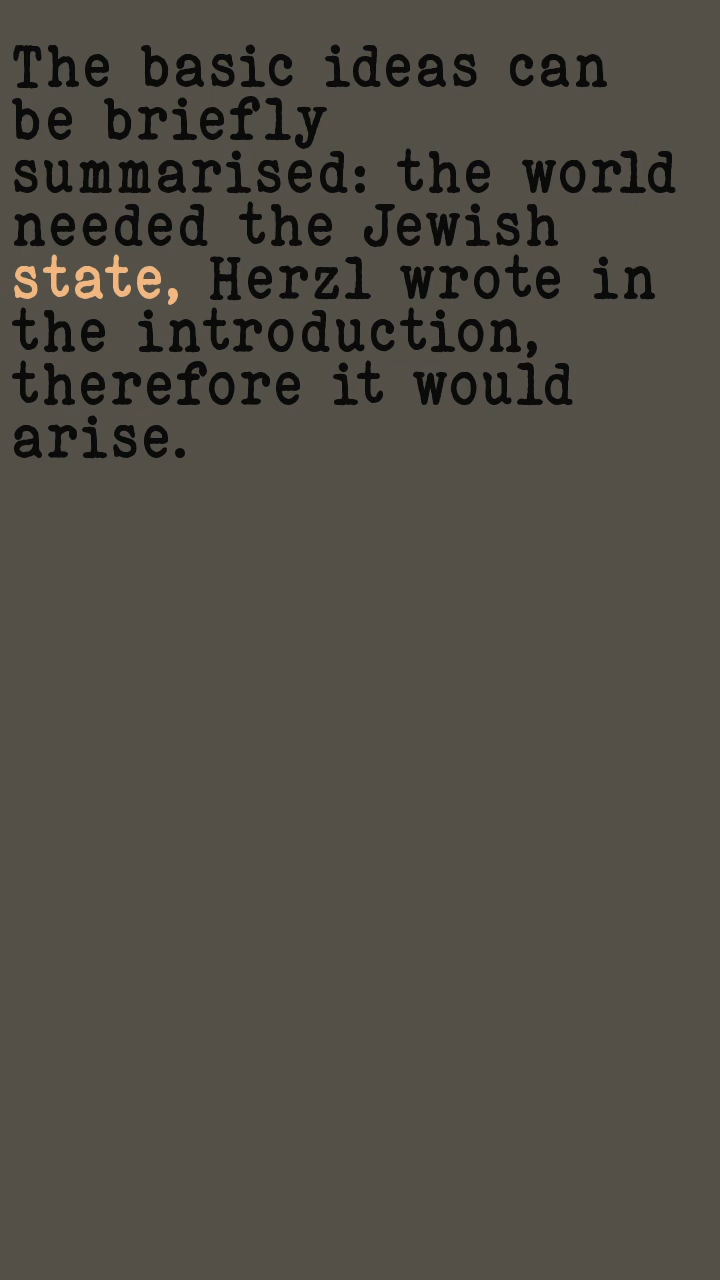 The basic ideas can
be briefly
summarised: the world
needed the Jewish
state, Herzl wrote in
the introduction,
therefore it would
arise.